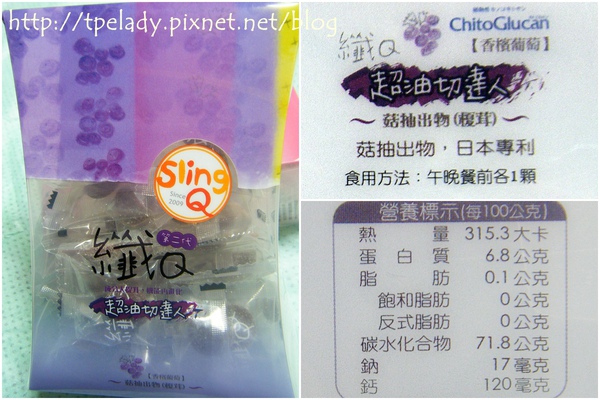 http://tpelady.pixnet.net/blog
Sling
Q
Since
2009
第二代
纖Q
超油切達人
【香檳葡萄】
菇抽出物(榎茸)
ChitoGlucan
【香檳葡萄】
纖Q
超油切達人
~菇抽出物(榎茸)~
菇抽出物,日本專利
食用方法:午晚餐前各1顆
營養標示(每100公克)
熱量 315.3大卡
蛋白質 6.8公克
脂肪 0.1公克
飽和脂肪 0公克
反式脂肪 0公克
碳水化合物 71.8公克
鈉 17毫克
鈣 120毫克